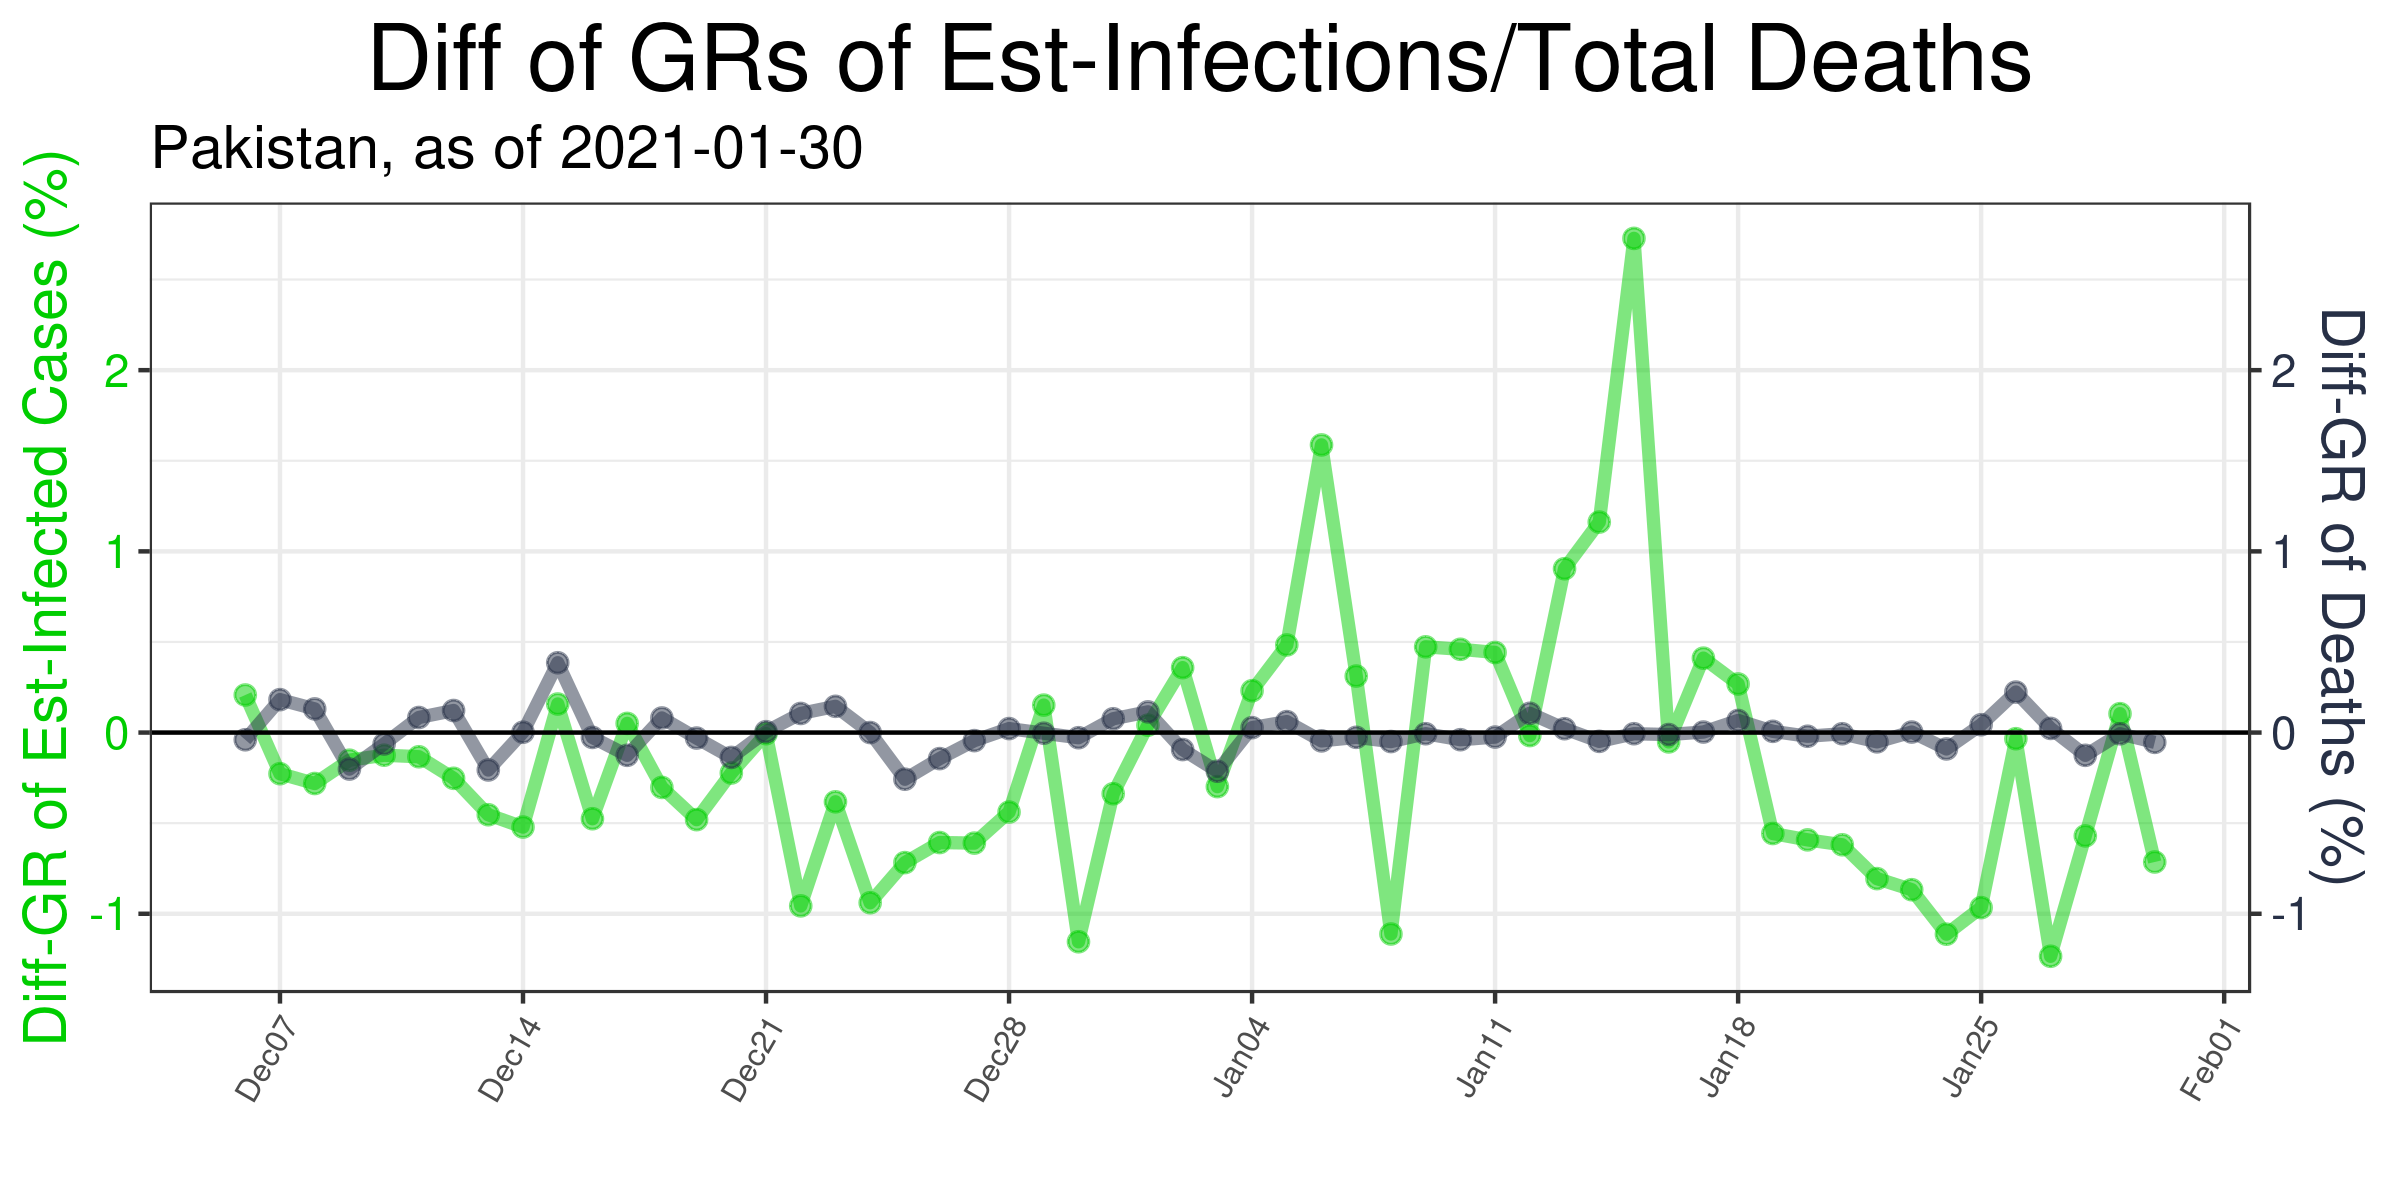 Diff of GRs of Est-Infections/Total Deaths
Pakistan, as of 2021-01-30
Diff-GR of Est-Infected Cases (%)
2
1
0
-1
2
1
0
-1
Diff-GR of Deaths (%)
Dec07
Dec14
Dec21
Dec28
Jan04
Jan11
Jan18
Jan25
Feb01